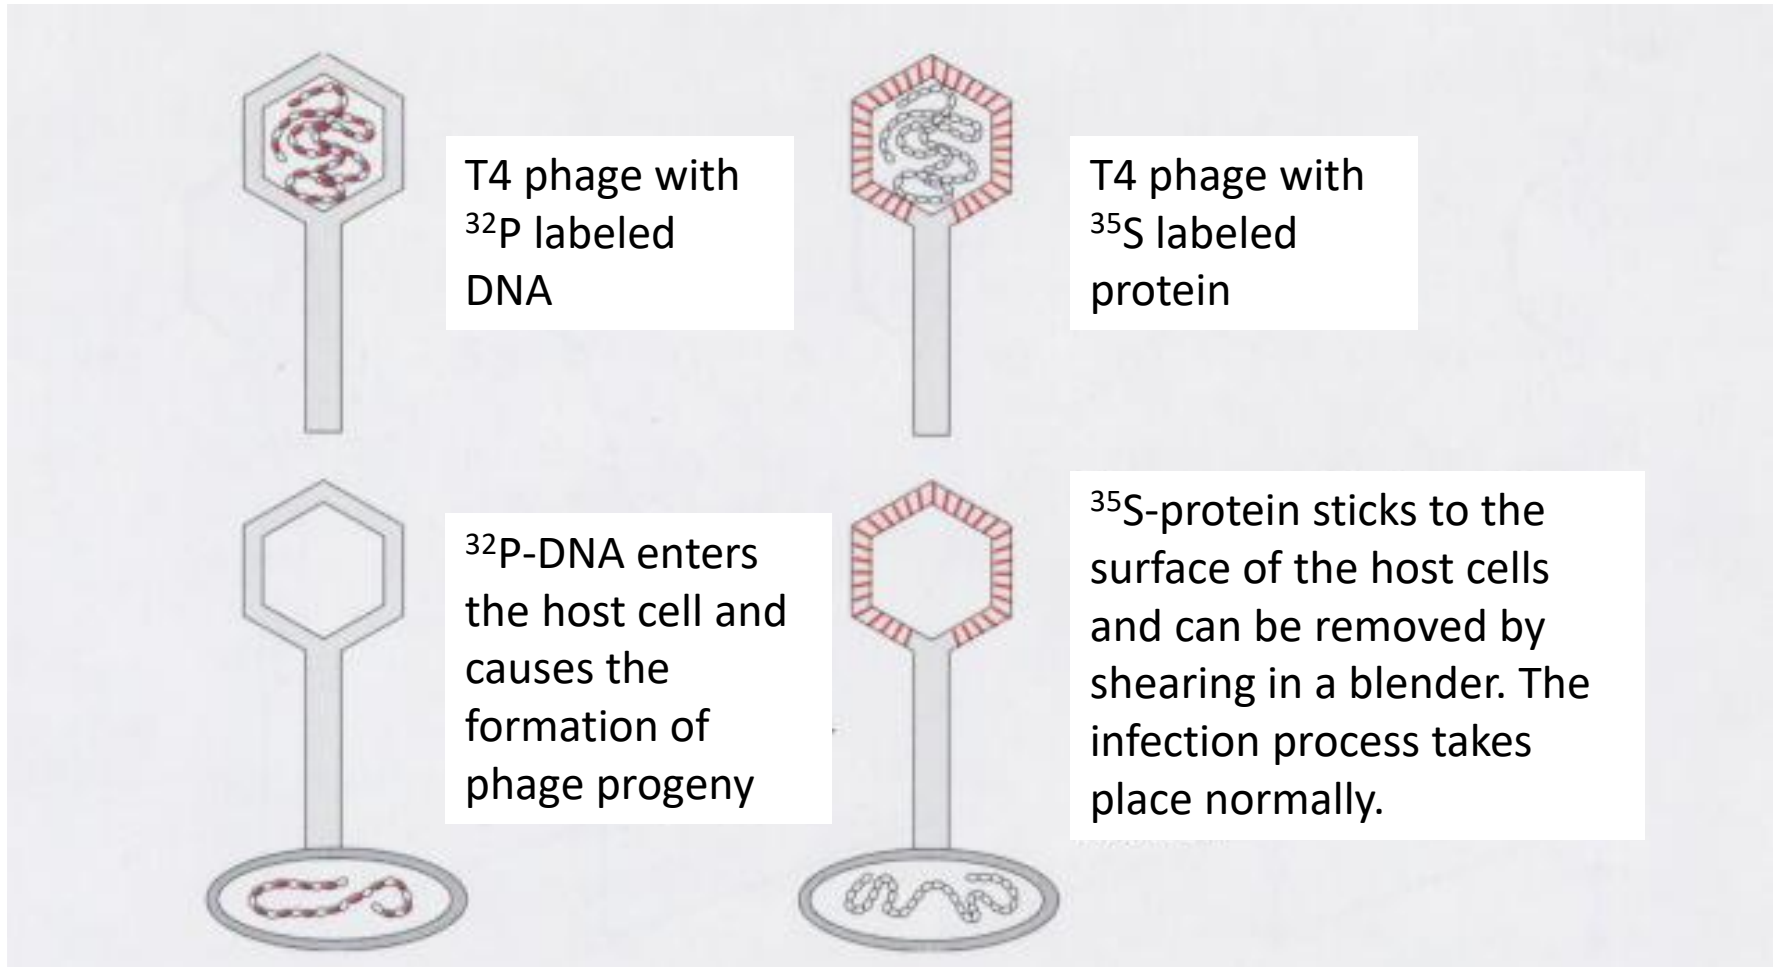 T4 phage with
³²P labeled
DNA
T4 phage with
³⁵S labeled
protein
³²P-DNA enters
the host cell and
causes the
formation of
phage progeny
³⁵S-protein sticks to the
surface of the host cells
and can be removed by
shearing in a blender. The
infection process takes
place normally.